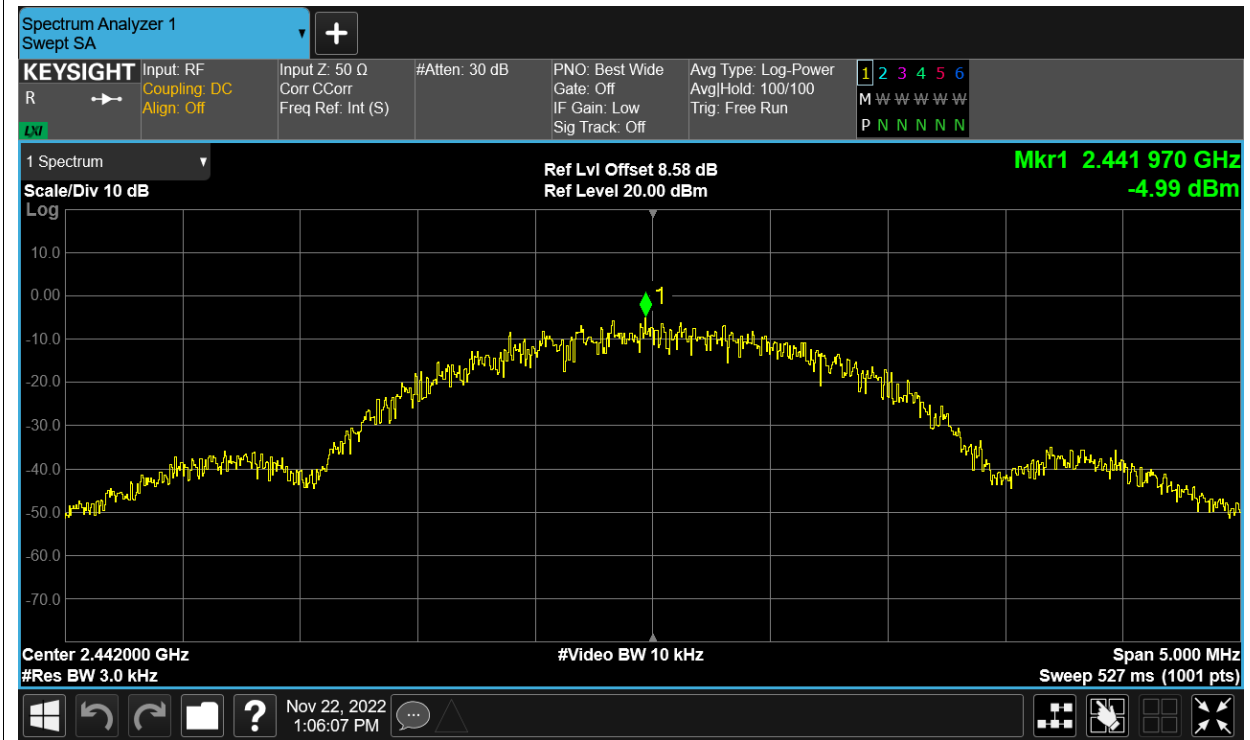 Spectrum Analyzer 1
Swept SA
KEYSIGHT
R
LXI
Input: RF
Coupling: DC
Align: Off
Input Z: 50 Ω
Corr CCorr
Freq Ref: Int (S)
#Atten: 30 dB
PNO: Best Wide
Gate: Off
IF Gain: Low
Sig Track: Off
Avg Type: Log-Power
Avg|Hold: 100/100
Trig: Free Run
1 2 3 4 5 6
M W W W W W
P N N N N N
1 Spectrum
Scale/Div 10 dB
Log
Ref Lvl Offset 8.58 dB
Ref Level 20.00 dBm
Mkr1 2.441 970 GHz
-4.99 dBm
10.0
0.00
-10.0
-20.0
-30.0
-40.0
-50.0
-60.0
-70.0
1
Center 2.442000 GHz
#Res BW 3.0 kHz
#Video BW 10 kHz
Span 5.000 MHz
Sweep 527 ms (1001 pts)
?
Nov 22, 2022
1:06:07 PM